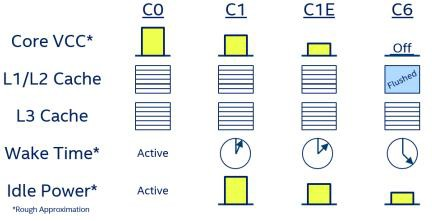 C0 C1 C1E C6
Core VCC* Off
L1/L2 Cache Flushed
L3 Cache
Wake Time* Active
Idle Power* Active
*Rough Approximation